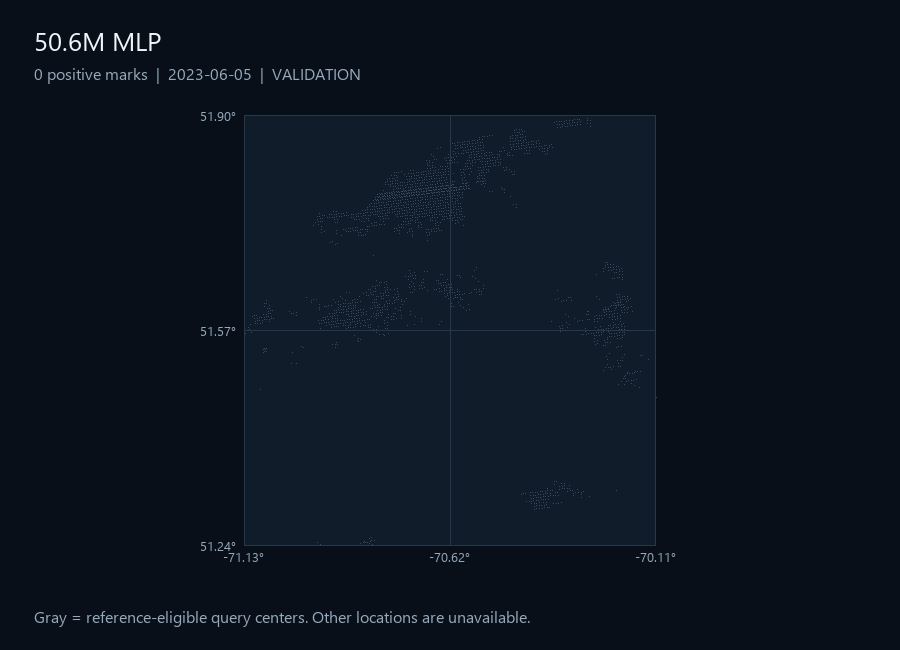 50.6M MLP
0 positive marks | 2023-06-05 | VALIDATION
51.90°
51.57°
51.24°
-71.13° -70.62° -70.11°
Gray = reference-eligible query centers. Other locations are unavailable.